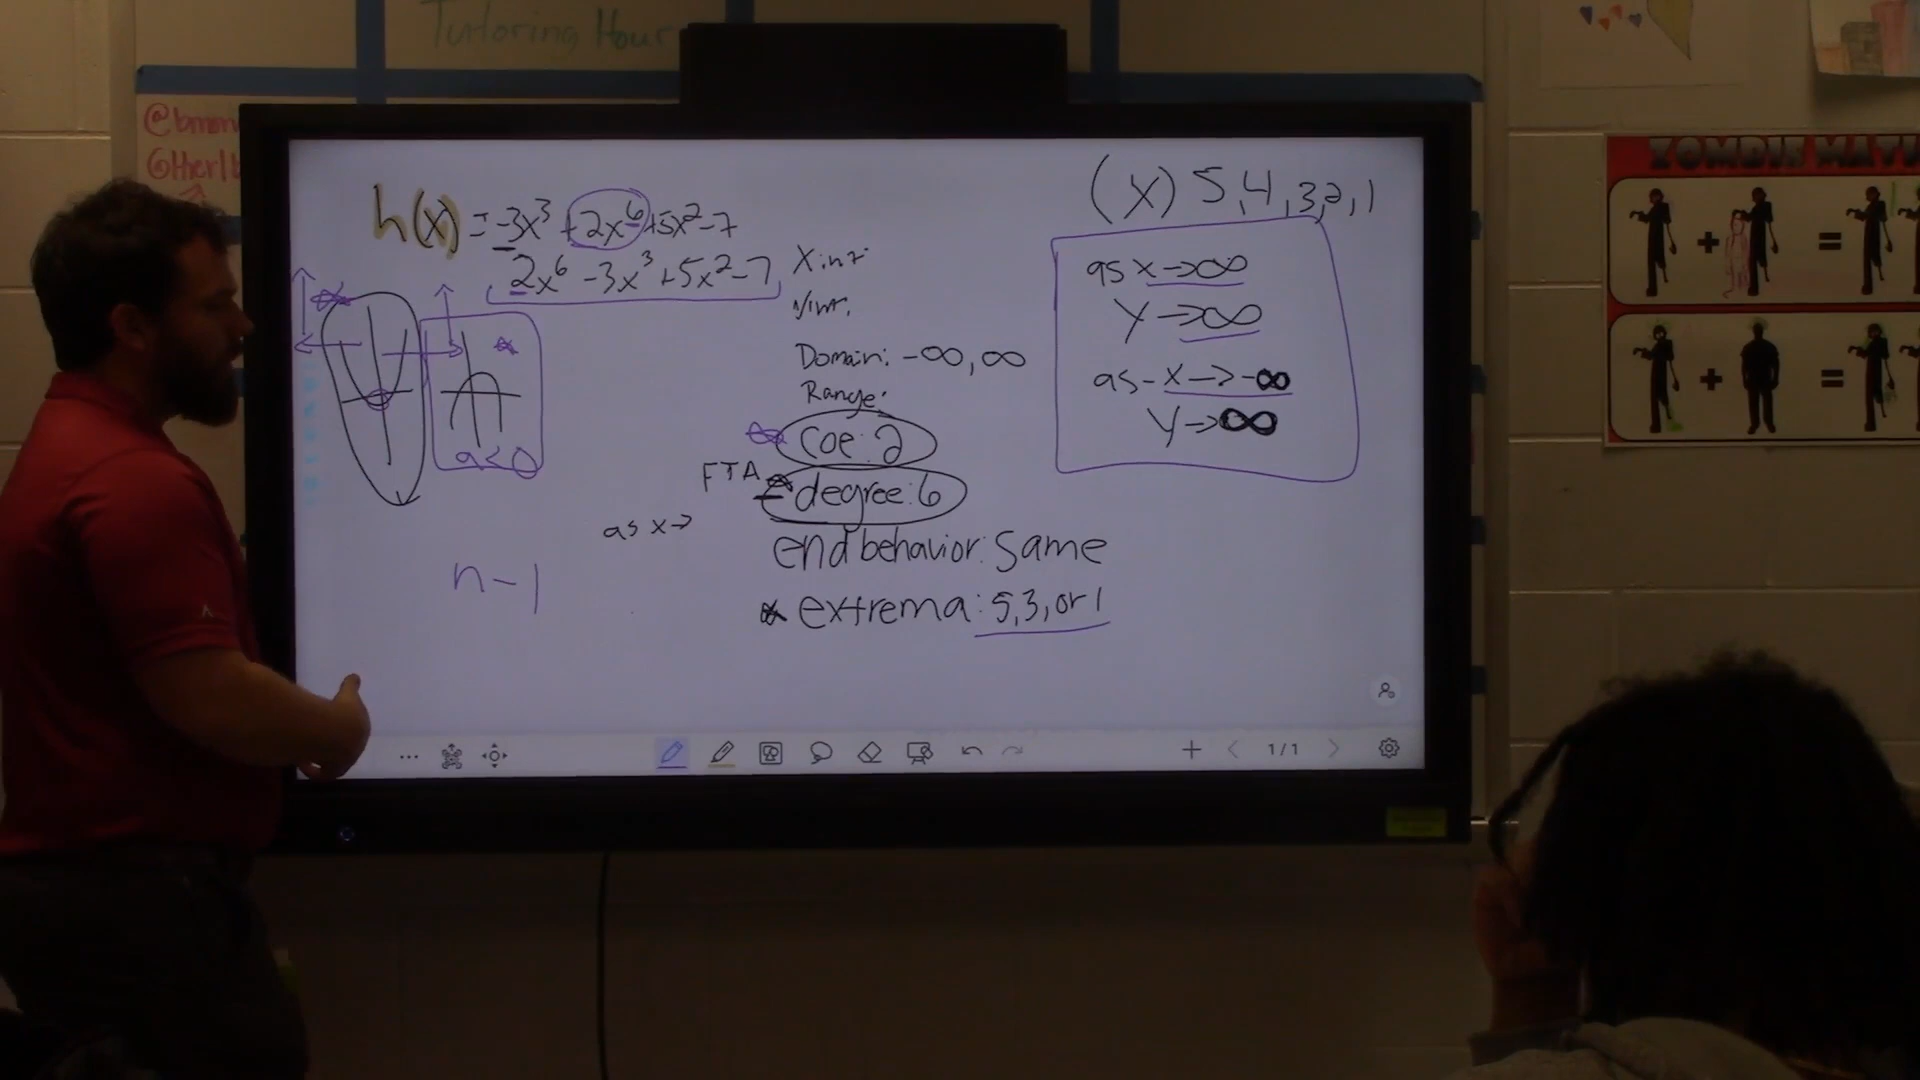 Tutoring Hour
h(x) = -3x³ + 2x⁶ + 5x² - 7
2x⁶ - 3x³ + 5x² - 7
(x) 5,4,3,2,1
X int
Y int.
as x → ∞
Y → ∞
as - x → -∞
Y → ∞
Domain: -∞, ∞
Range:
a < 0
coe: 2
FTA
degree: 6
as x →
end behavior: same
n - 1
extrema: 5, 3, or 1
1/1
ZOMBIE MATH
+ =
+ =